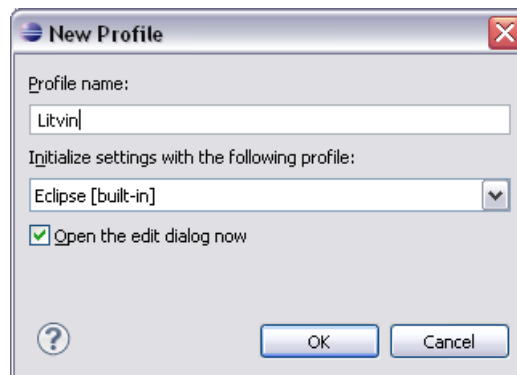 New Profile
Profile name:
Litvin
Initialize settings with the following profile:
Eclipse [built-in]
Open the edit dialog now
?
OK Cancel